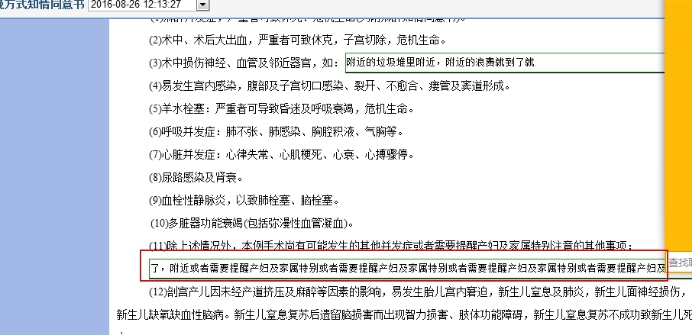 式知情同意书 2016-08-26 12:13:27
(2)术中、术后大出血，严重者可致休克，子宫切除，危机生命。
(3)术中损伤神经、血管及邻近器官，如：附近的垃圾堆里附近，附近的浪费就到了就
(4)易发生宫内感染，腹部及子宫切口感染、裂开、不愈合、瘘管及窦道形成。
(5)羊水栓塞：严重者可导致昏迷及呼吸衰竭，危机生命。
(6)呼吸并发症：肺不张、肺感染、胸腔积液、气胸等。
(7)心脏并发症：心律失常、心肌梗死、心衰、心搏骤停。
(8)尿路感染及肾衰。
(9)血栓性静脉炎，以致肺栓塞、脑栓塞。
(10)多脏器功能衰竭(包括弥漫性血管凝血)。
(11)除上述情况外，本例手术尚有可能发生的其他并发症或者需要提醒产妇及家属特别注意的其他事项：
了，附近或者需要提醒产妇及家属特别或者需要提醒产妇及家属特别或者需要提醒产妇及家属特别或者需要提醒产妇及
查找
(12)剖宫产儿因未经产道挤压及麻醉等因素的影响，易发生胎儿宫内窘迫，新生儿窒息及肺炎，新生儿面神经损伤，
新生儿缺氧缺血性脑病。新生儿窒息复苏后遗留脑损害而出现智力损害、肢体功能障碍，新生儿窒息复苏不成功致新生儿死